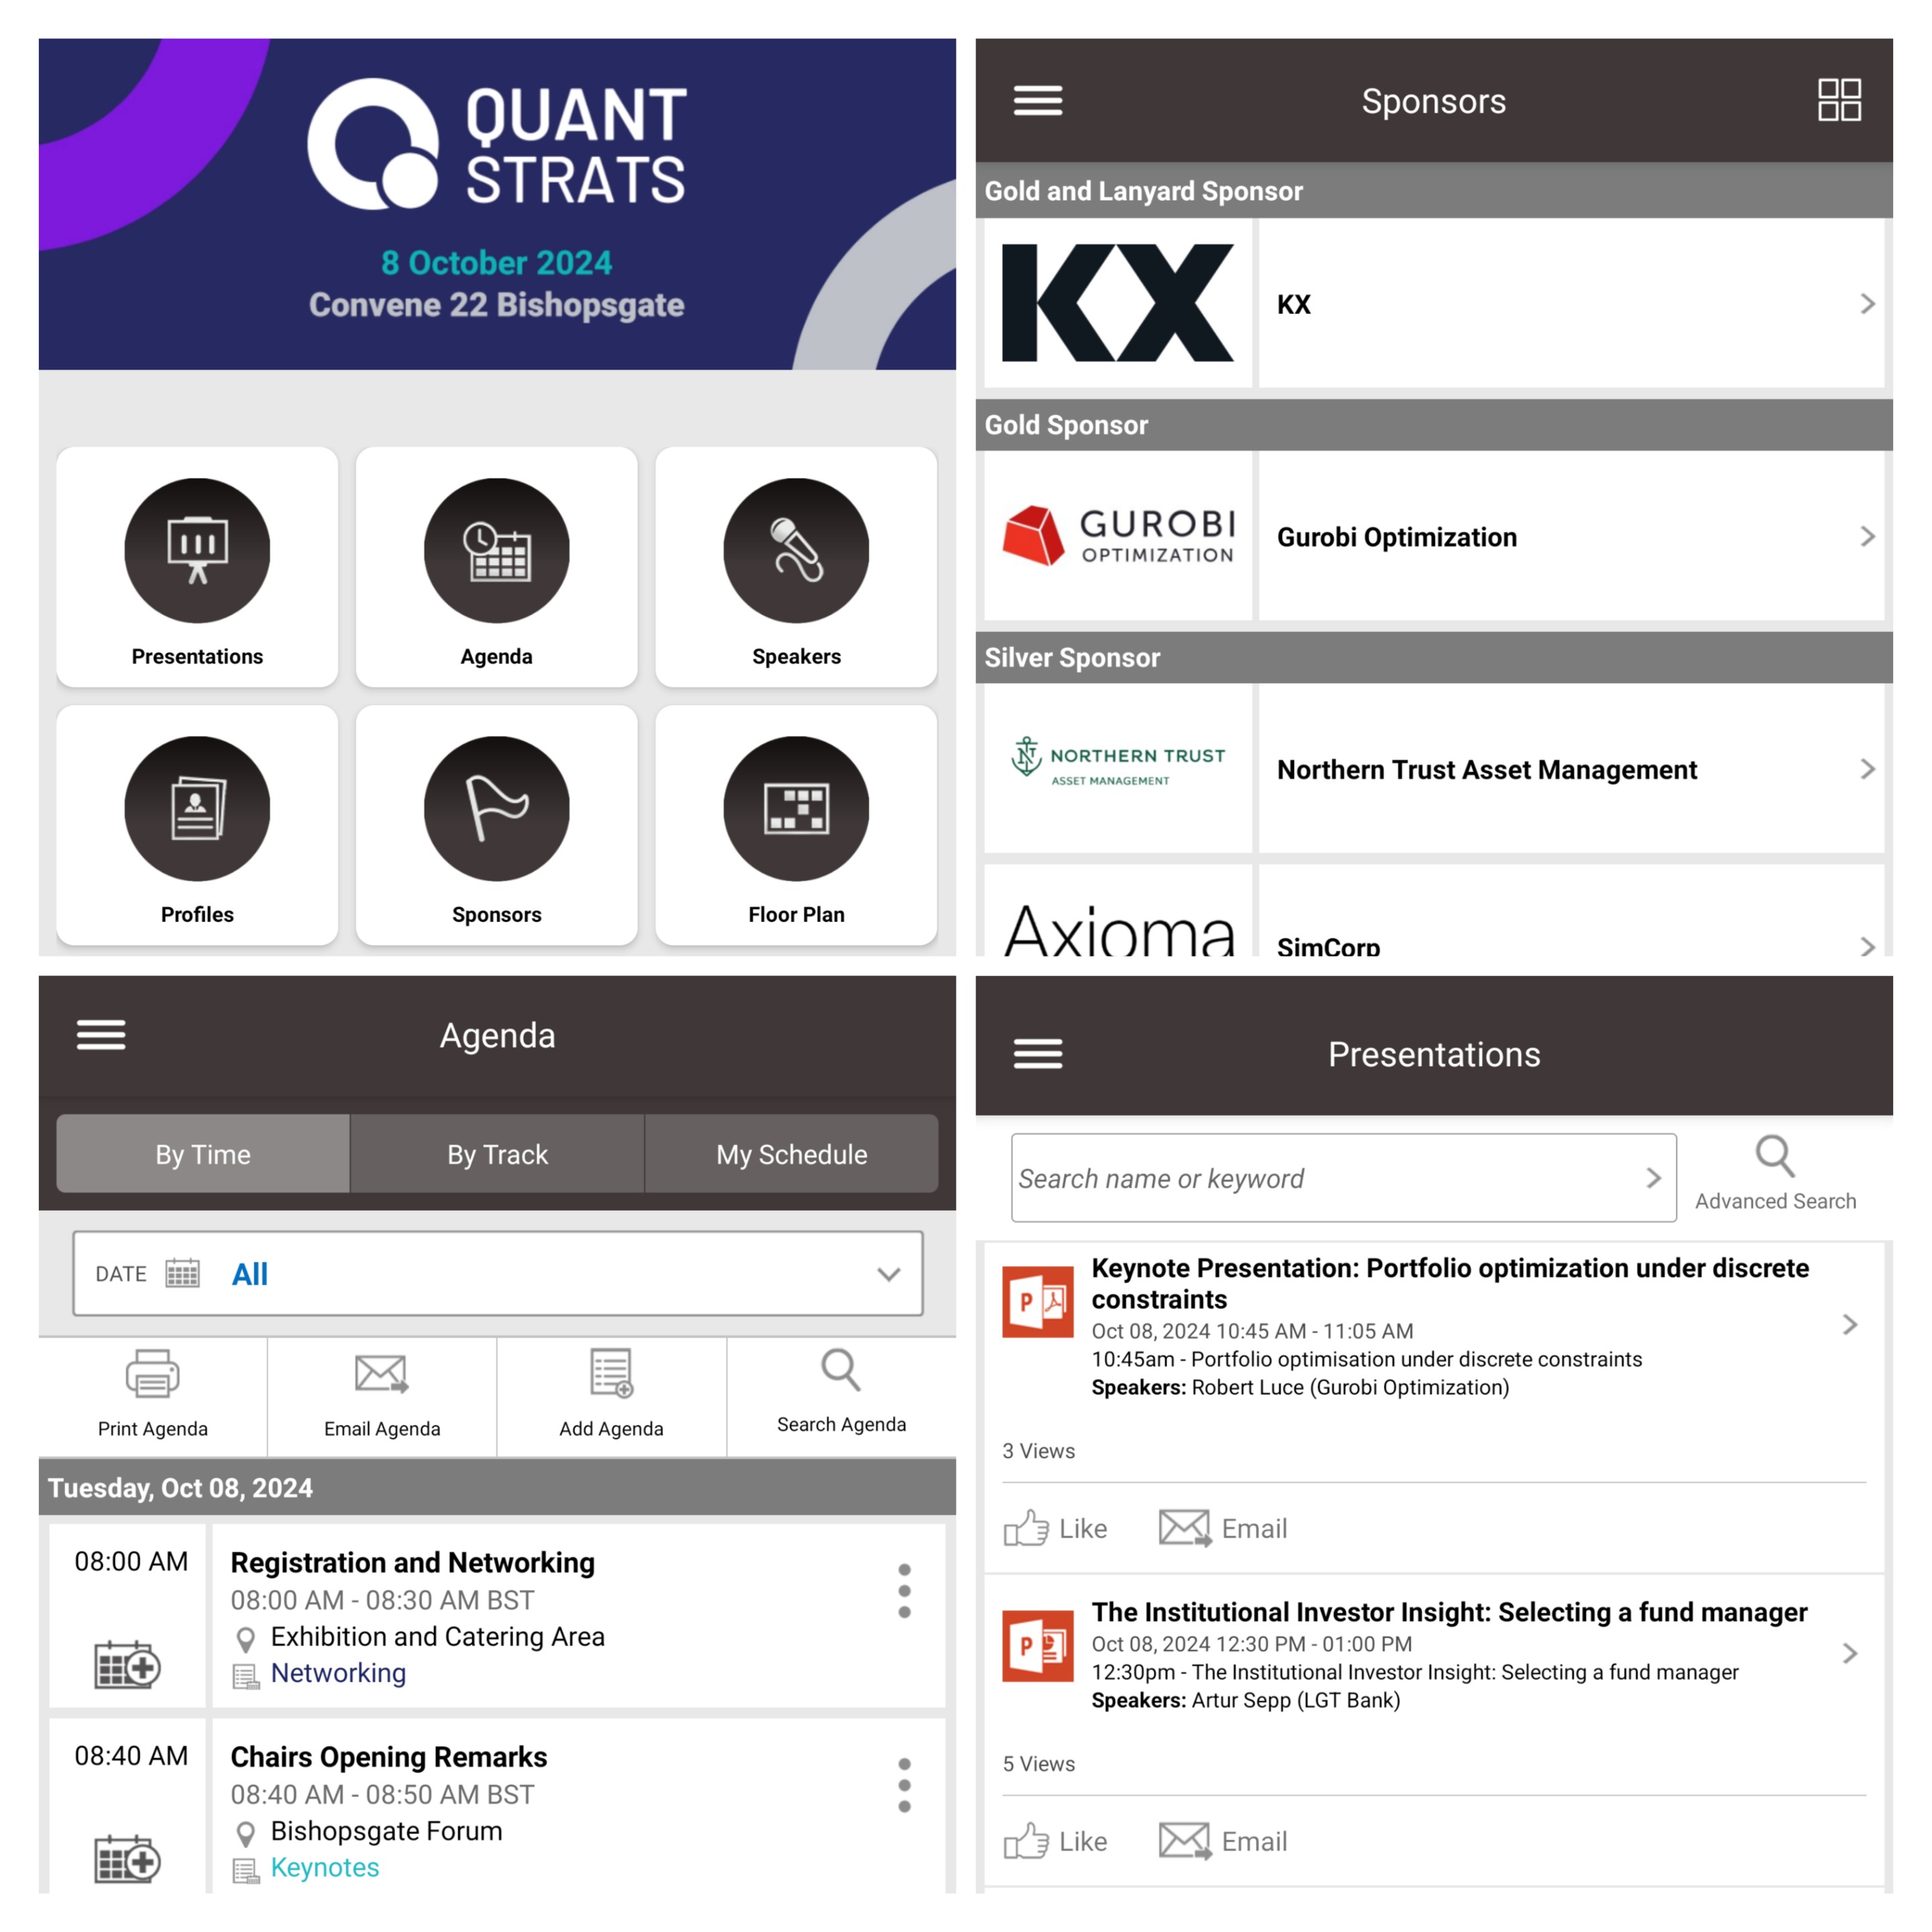 QUANT
STRATS
8 October 2024
Convene 22 Bishopsgate
Presentations
Agenda
Speakers
Profiles
Sponsors
Floor Plan
Sponsors
Gold and Lanyard Sponsor
KX
KX
Gold Sponsor
GUROBI
OPTIMIZATION
Gurobi Optimization
Silver Sponsor
NORTHERN TRUST
ASSET MANAGEMENT
Northern Trust Asset Management
Axioma
SimCorp
Agenda
By Time
By Track
My Schedule
DATE
All
Print Agenda
Email Agenda
Add Agenda
Search Agenda
Tuesday, Oct 08, 2024
08:00 AM
Registration and Networking
08:00 AM - 08:30 AM BST
Exhibition and Catering Area
Networking
08:40 AM
Chairs Opening Remarks
08:40 AM - 08:50 AM BST
Bishopsgate Forum
Keynotes
Presentations
Search name or keyword
Advanced Search
P
Keynote Presentation: Portfolio optimization under discrete
constraints
Oct 08, 2024 10:45 AM - 11:05 AM
10:45am - Portfolio optimisation under discrete constraints
Speakers: Robert Luce (Gurobi Optimization)
3 Views
Like
Email
P
The Institutional Investor Insight: Selecting a fund manager
Oct 08, 2024 12:30 PM - 01:00 PM
12:30pm - The Institutional Investor Insight: Selecting a fund manager
Speakers: Artur Sepp (LGT Bank)
5 Views
Like
Email